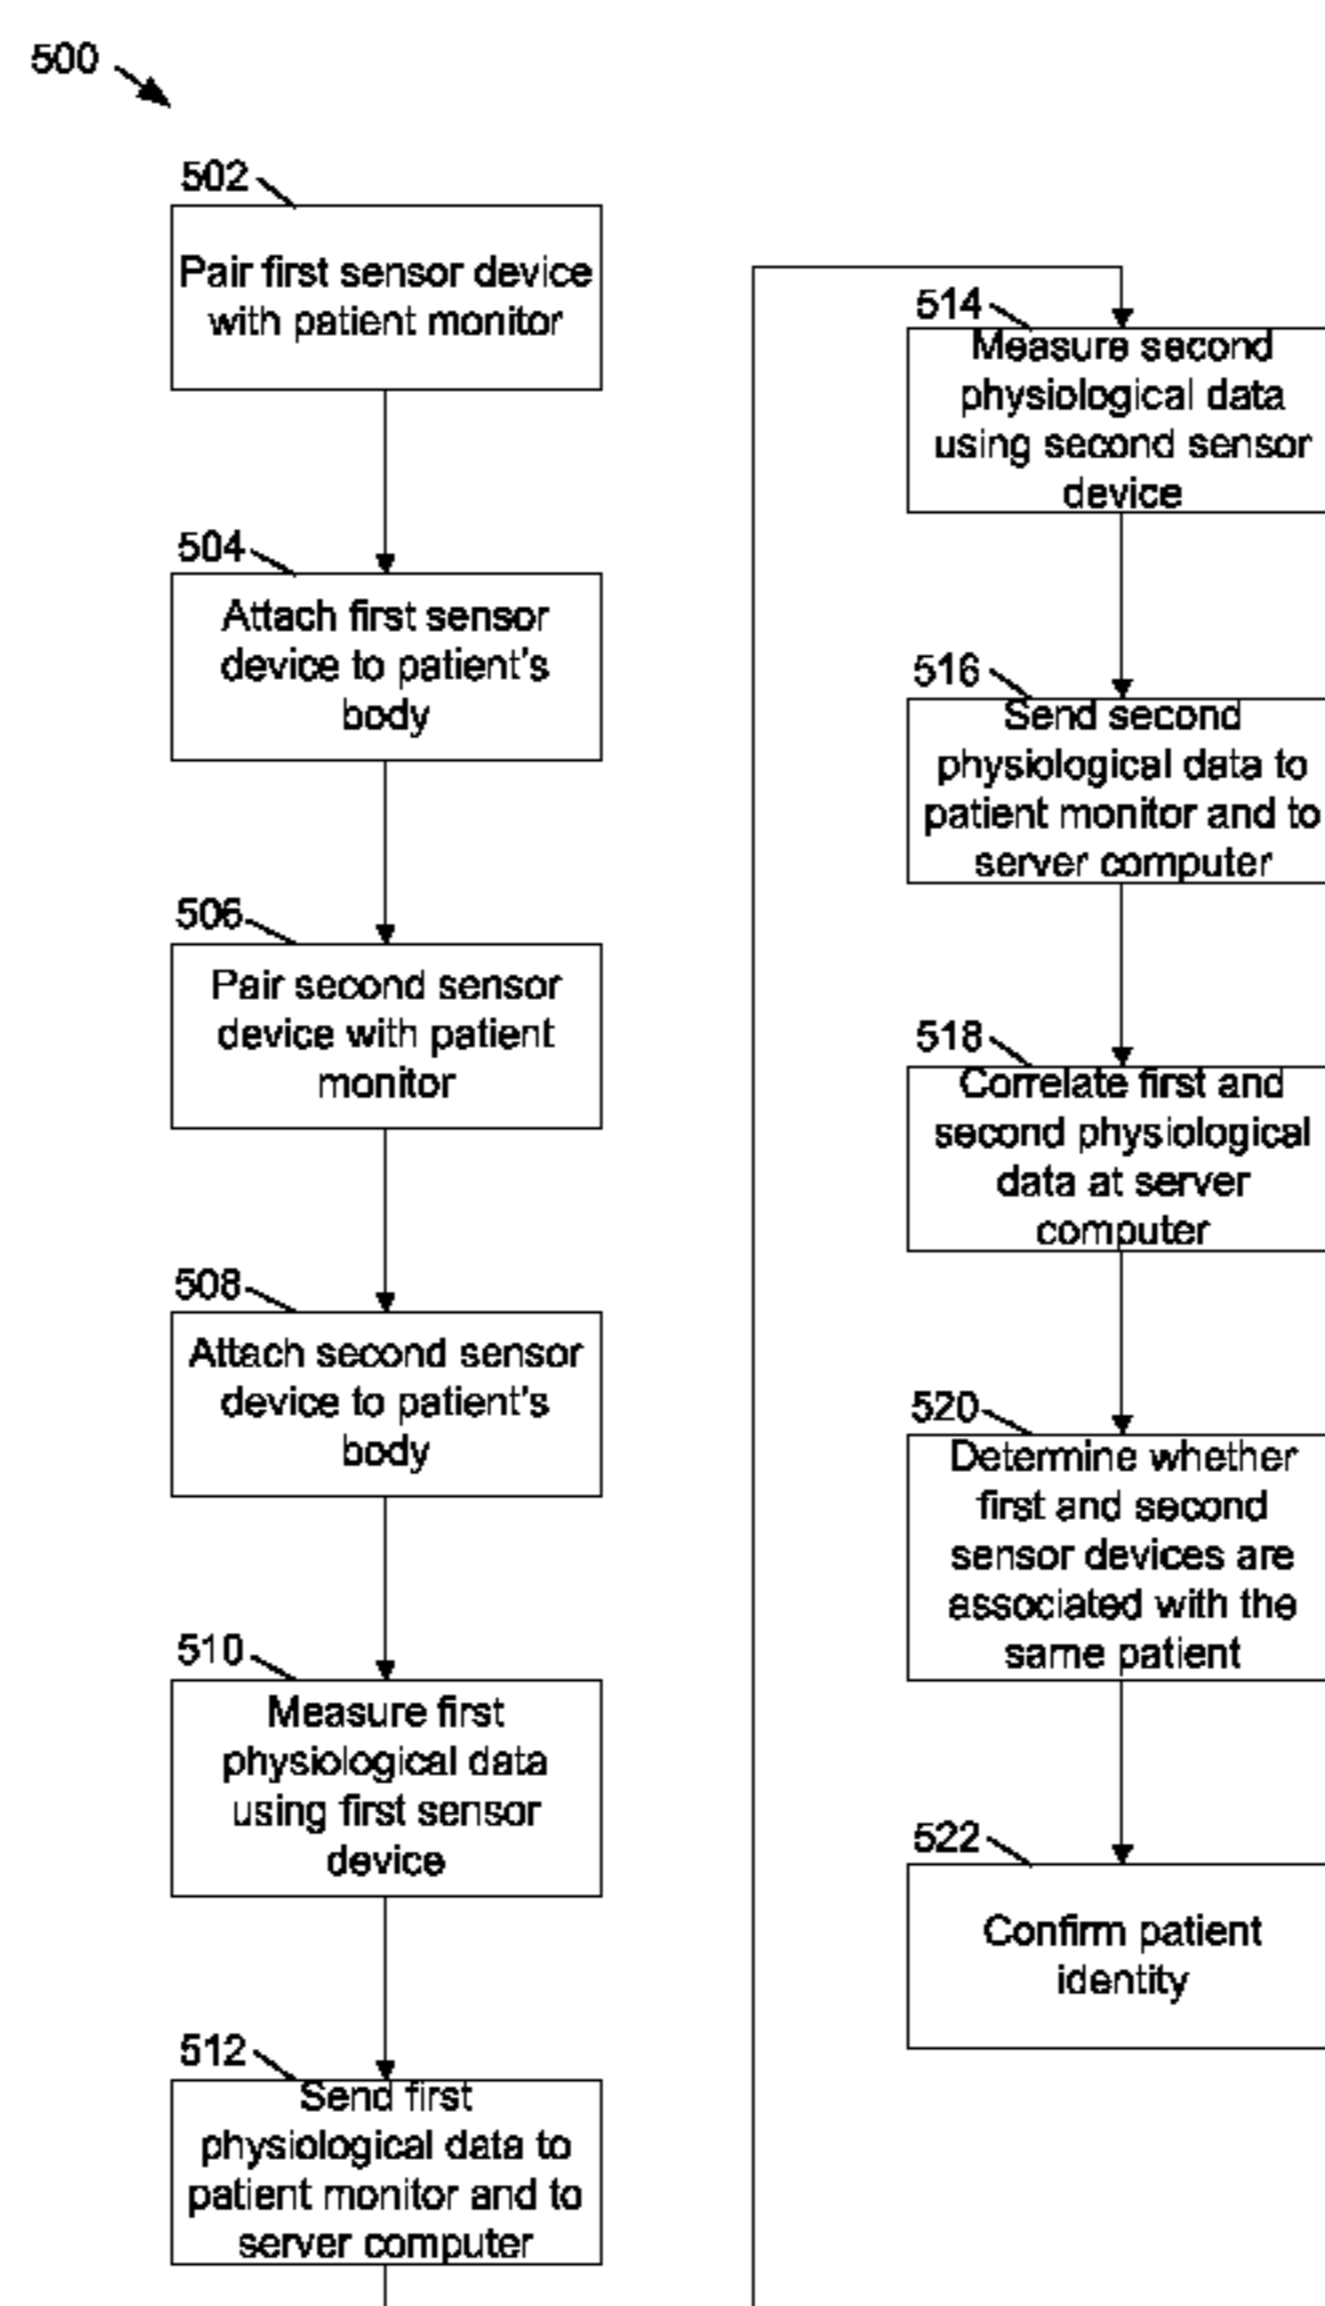 500
502
Pair first sensor device
with patient monitor
504
Attach first sensor
device to patient's
body
506
Pair second sensor
device with patient
monitor
508
Attach second sensor
device to patient's
body
510
Measure first
physiological data
using first sensor
device
512
Send first
physiological data to
patient monitor and to
server computer
514
Measure second
physiological data
using second sensor
device
516
Send second
physiological data to
patient monitor and to
server computer
518
Correlate first and
second physiological
data at server
computer
520
Determine whether
first and second
sensor devices are
associated with the
same patient
522
Confirm patient
identity